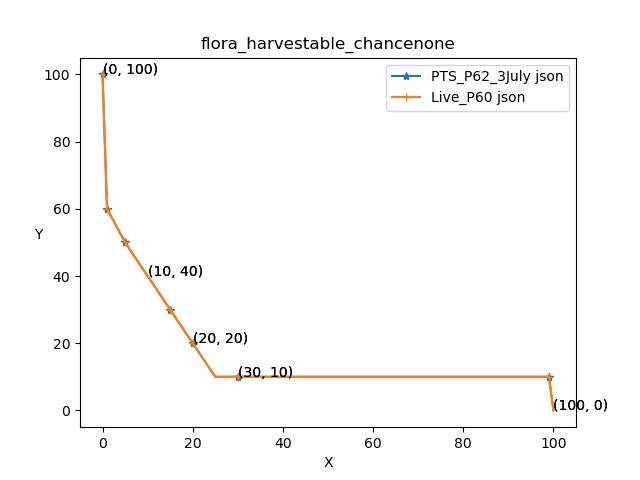 flora_harvestable_chancenone
PTS_P62_3July json
Live_P60 json
(0, 100)
(10, 40)
(20, 20)
(30, 10)
(100, 0)
Y
100
80
60
40
20
0
0 20 40 60 80 100
X